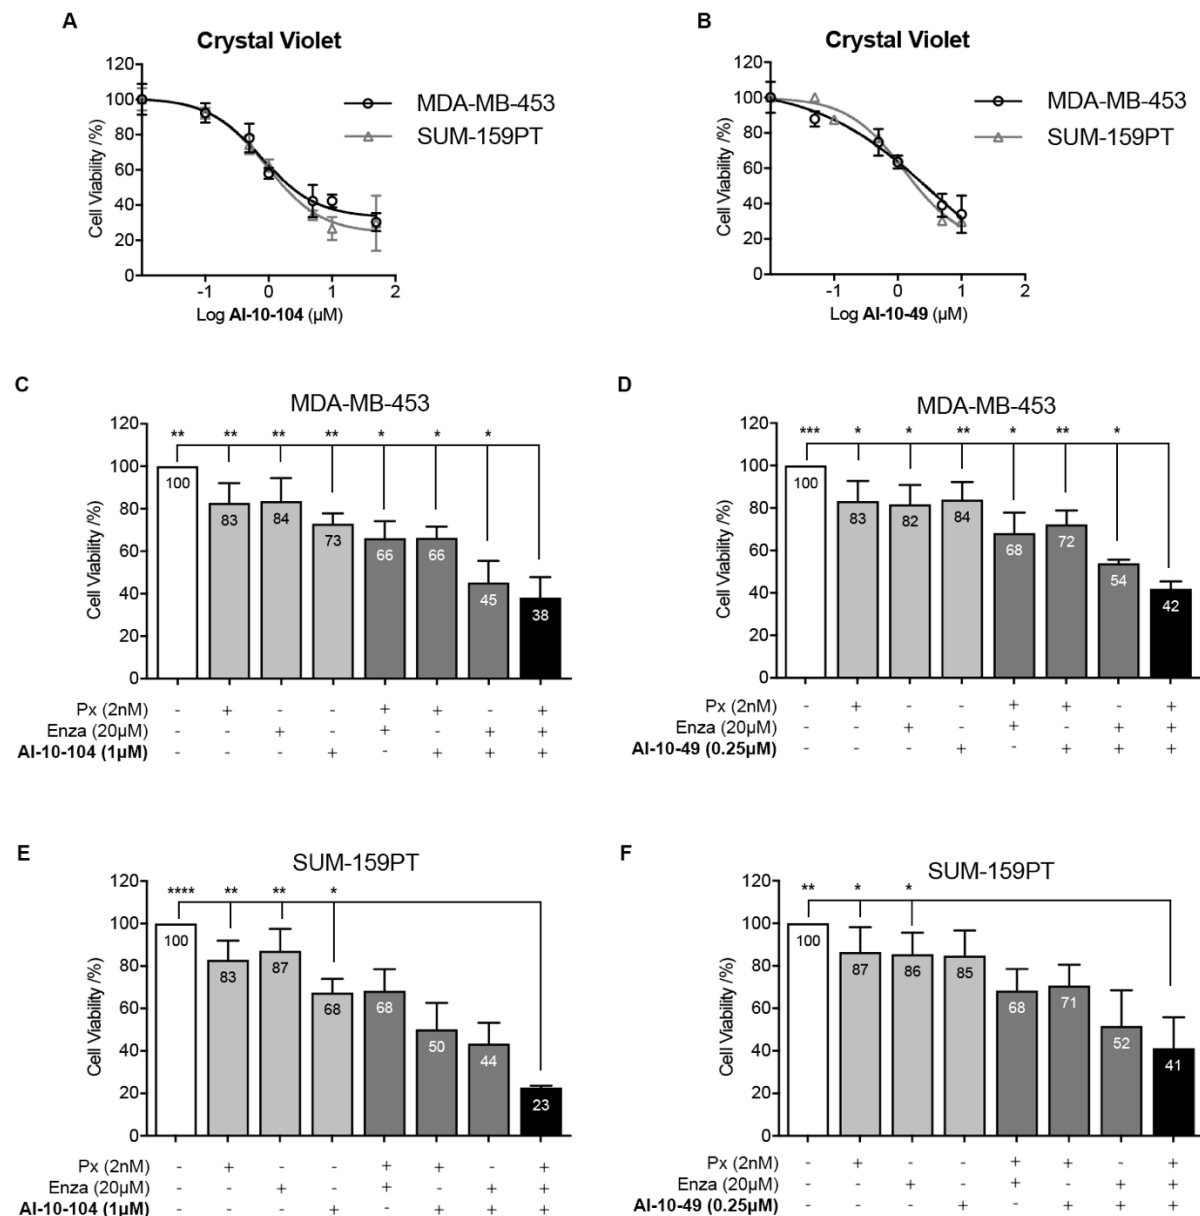 A
Crystal Violet
Cell Viability /(%)
120
100
80
60
40
20
0
-1 0 1 2
Log AI-10-104 (µM)
MDA-MB-453
SUM-159PT
B
Crystal Violet
Cell Viability /(%)
120
100
80
60
40
20
0
-1 0 1 2
Log AI-10-49 (µM)
MDA-MB-453
SUM-159PT
C
MDA-MB-453
Cell Viability /(%)
120
100
80
60
40
20
0
** ** ** ** * * *
100 83 84 73 66 66 45 38
Px (2nM) - + - - + + - +
Enza (20µM) - - + - + - + +
AI-10-104 (1µM) - - - + - + + +
D
MDA-MB-453
Cell Viability /(%)
120
100
80
60
40
20
0
*** * * ** * ** *
100 83 82 84 68 72 54 42
Px (2nM) - + - - + + - +
Enza (20µM) - - + - + - + +
AI-10-49 (0.25µM) - - - + - + + +
E
SUM-159PT
Cell Viability /(%)
120
100
80
60
40
20
0
**** ** ** *
100 83 87 68 68 50 44 23
Px (2nM) - + - - + + - +
Enza (20µM) - - + - + - + +
AI-10-104 (1µM) - - - + - + + +
F
SUM-159PT
Cell Viability /(%)
120
100
80
60
40
20
0
** * *
100 87 86 85 68 71 52 41
Px (2nM) - + - - + + - +
Enza (20µM) - - + - + - + +
AI-10-49 (0.25µM) - - - + - + + +